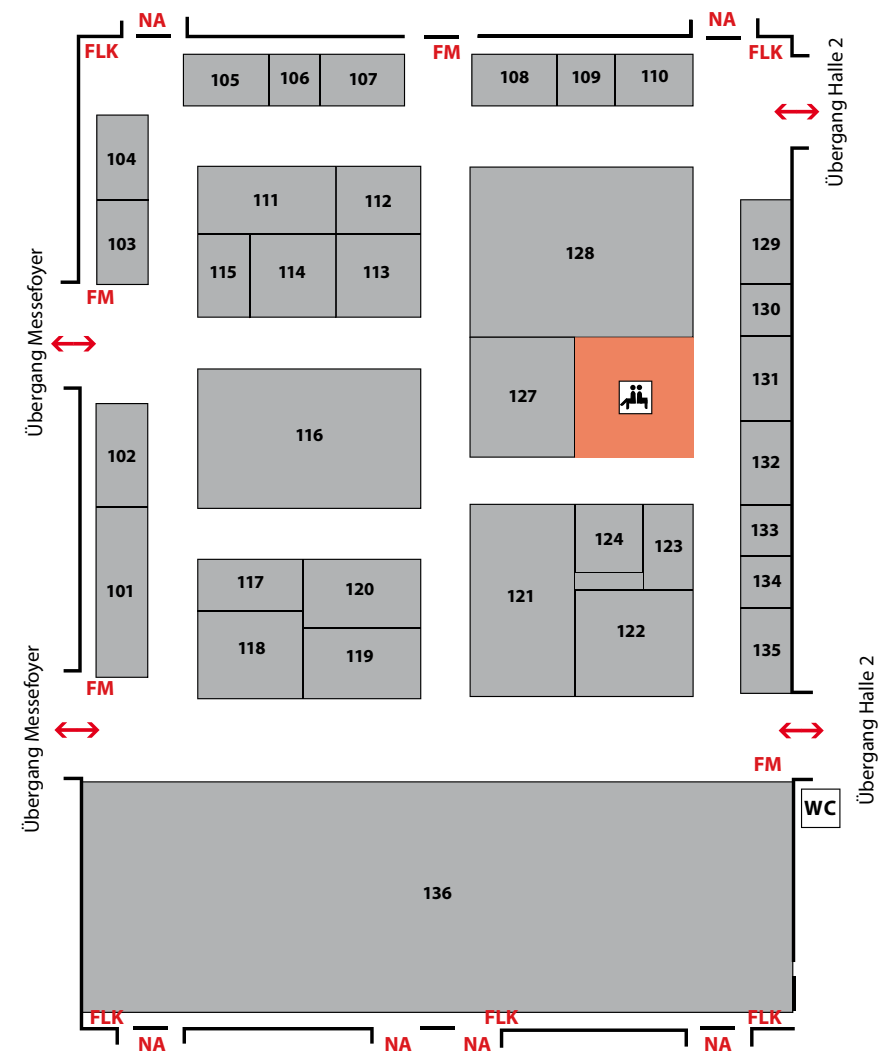 NA
NA
FLK
FM
FLK
105
106
107
108
109
110
Übergang Halle 2
104
111
112
103
115
114
113
128
129
130
FM
Übergang Messefoyer
127
131
102
116
132
124
123
133
101
117
120
121
134
118
119
122
135
FM
Übergang Messefoyer
Übergang Halle 2
FM
WC
136
FLK
FLK
FLK
NA
NA
NA
NA